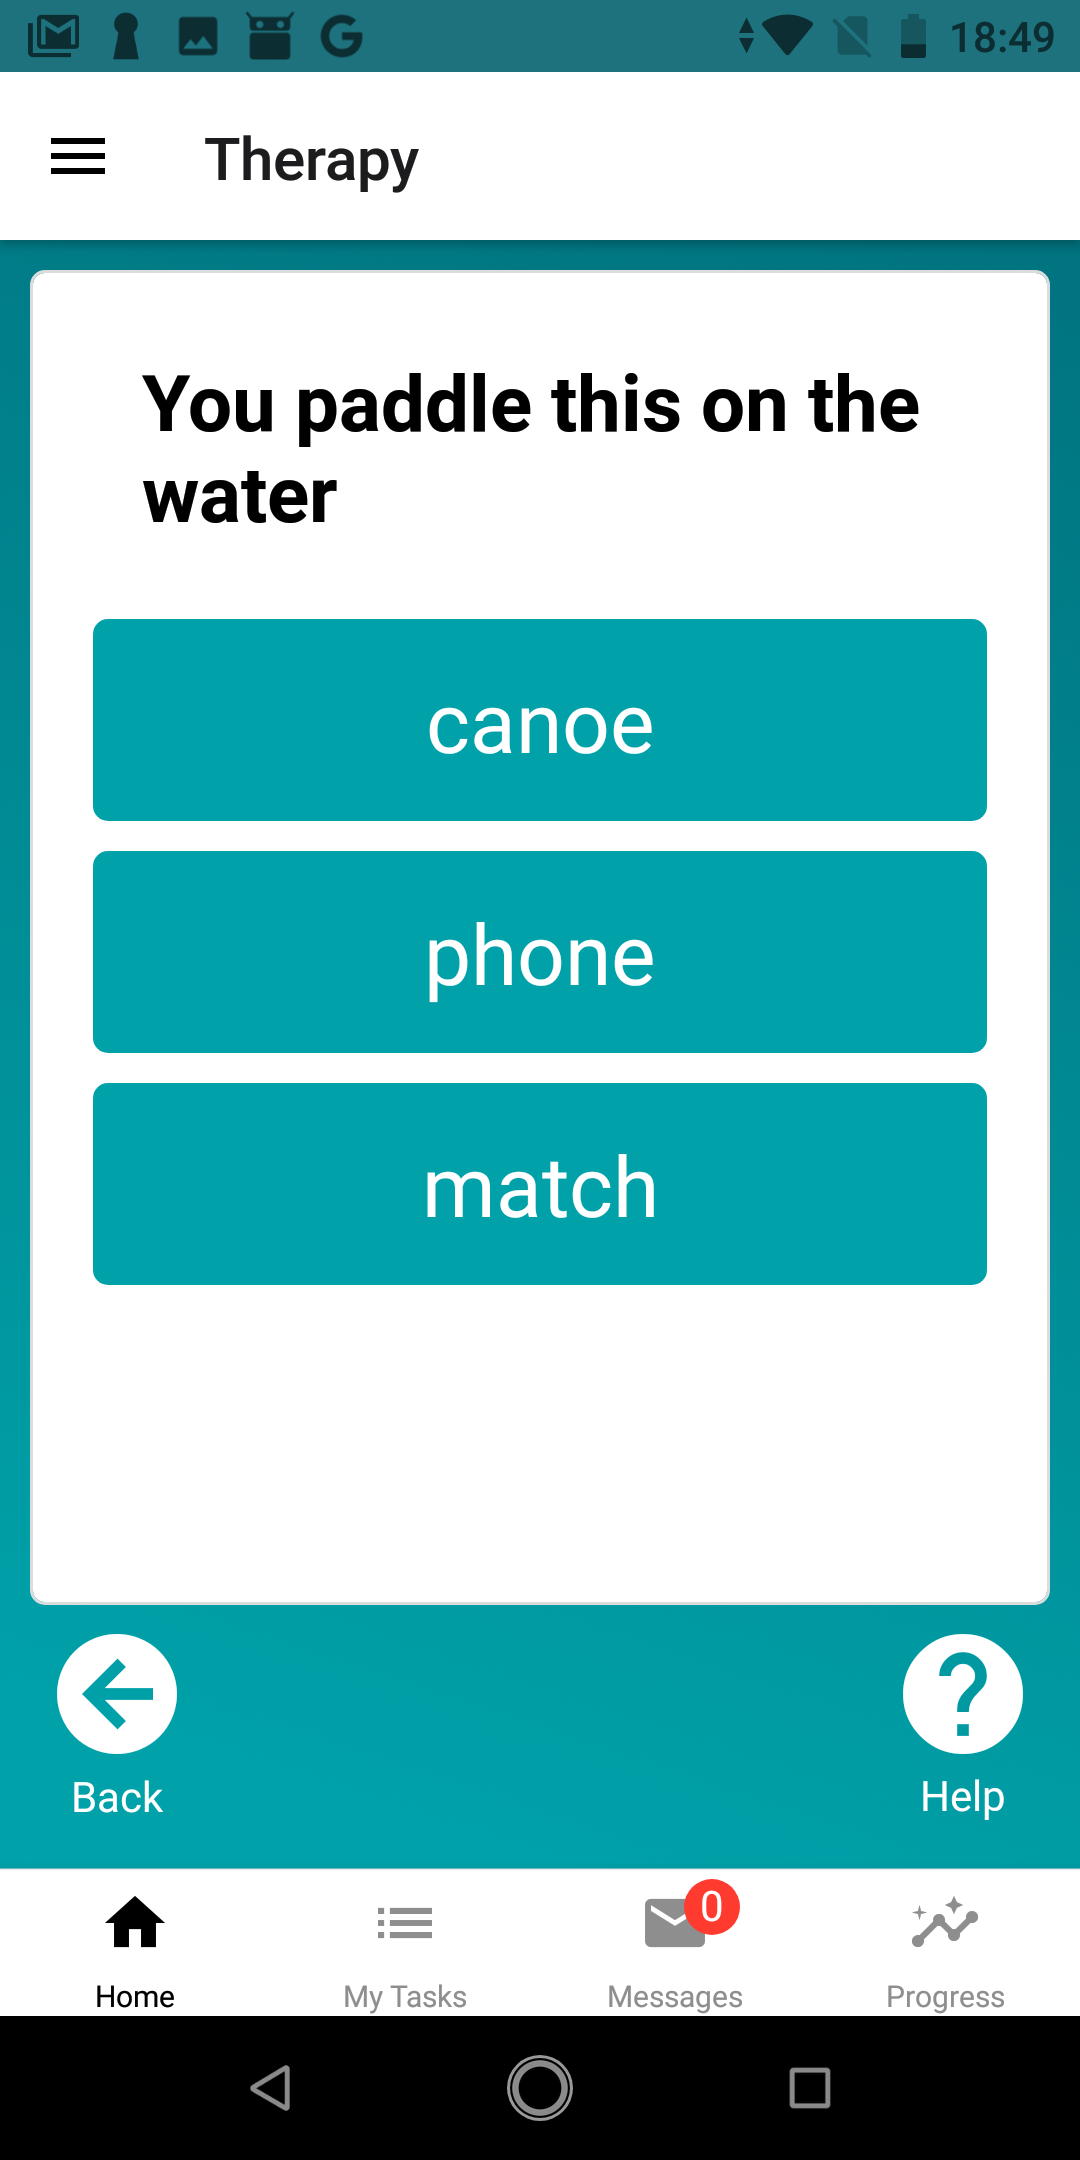 18:49
Therapy
You paddle this on the
water
canoe
phone
match
Back
Help
0
Home
My Tasks
Messages
Progress